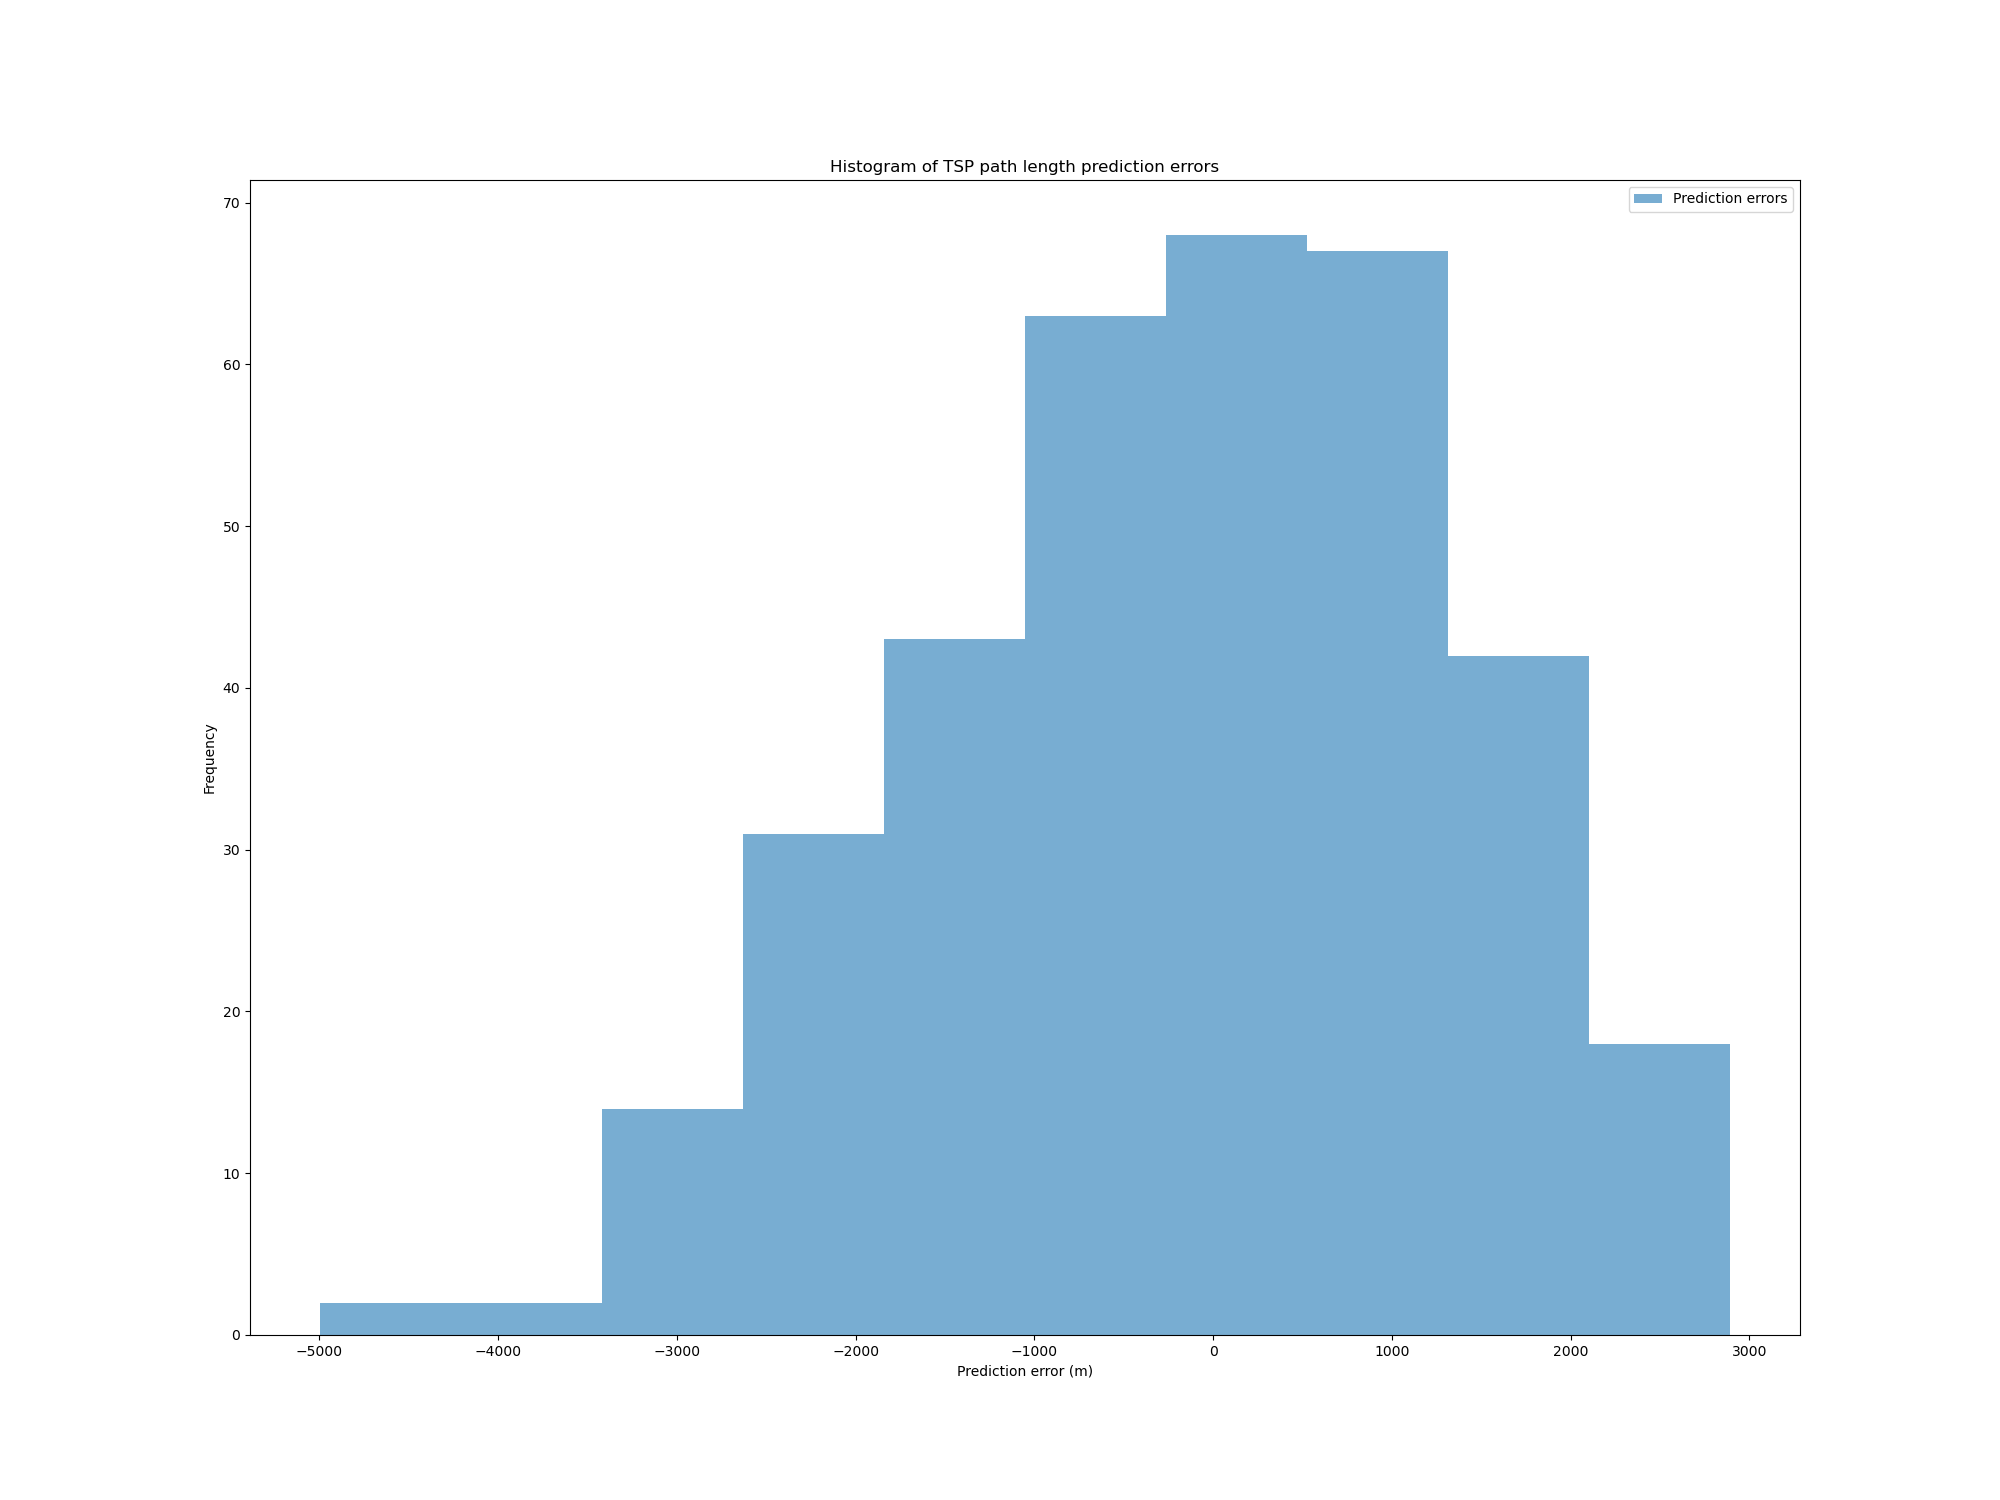 Histogram of TSP path length prediction errors
Prediction errors
70
60
50
40
30
20
10
0
Frequency
−5000 −4000 −3000 −2000 −1000 0 1000 2000 3000
Prediction error (m)